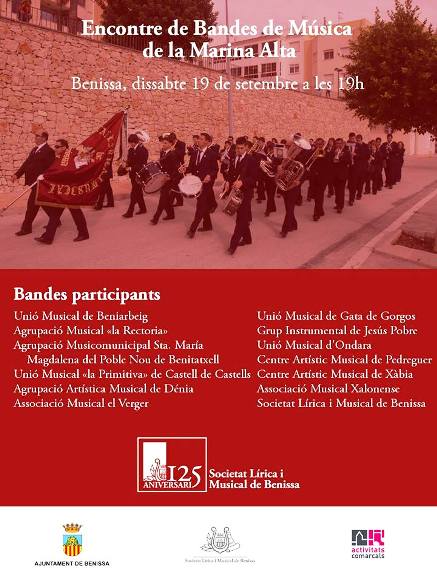 Encontre de Bandes de Música
de la Marina Alta
Benissa, dissabte 19 de setembre a les 19h
Bandes participants
Unió Musical de Beniarbeig
Agrupació Musical «la Rectoria»
Agrupació Musicomunicipal Sta. María
Magdalena del Poble Nou de Benitatxell
Unió Musical «la Primitiva» de Castell de Castells
Agrupació Artística Musical de Dénia
Associació Musical el Verger
Unió Musical de Gata de Gorgos
Grup Instrumental de Jesús Pobre
Unió Musical d'Ondara
Centre Artístic Musical de Pedreguer
Centre Artístic Musical de Xàbia
Associació Musical Xalonense
Societat Lírica i Musical de Benissa
125
ANIVERSARI
Societat Lírica i
Musical de Benissa
AJUNTAMENT DE BENISSA
Societat Lírica i Musical de Benissa
activitats
comarcals